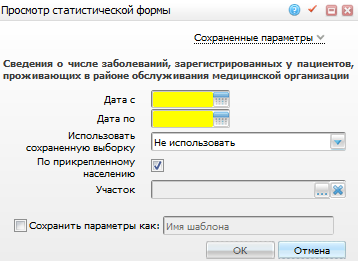 Просмотр статистической формы
Сохраненные параметры
Сведения о числе заболеваний, зарегистрированных у пациентов,
проживающих в районе обслуживания медицинской организации
Дата с
Дата по
Использовать
сохраненную выборку
Не использовать
По прикрепленному
населению
Участок
...
Сохранить параметры как:
Имя шаблона
OK
Отмена